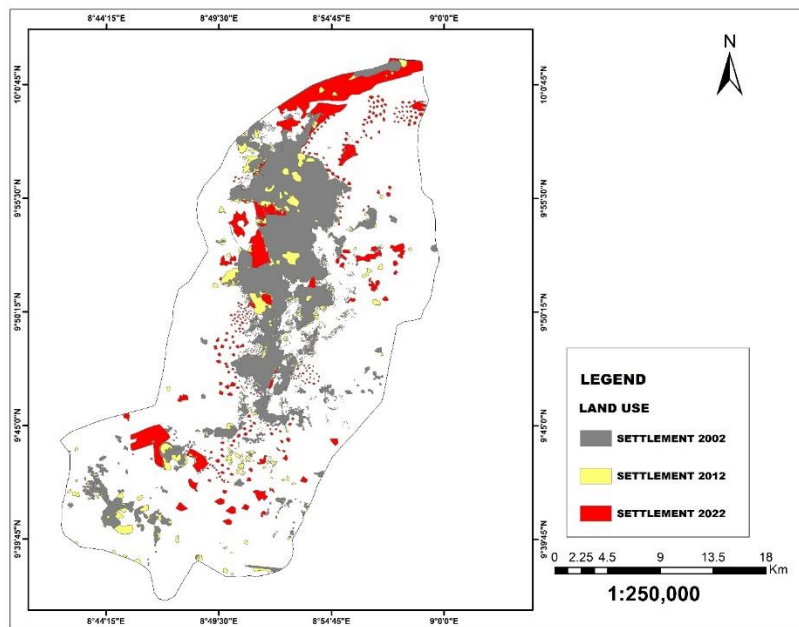 8°44'15"E 8°49'30"E 8°54'45"E 9°0'0"E
N
10°0'45"N 10°0'45"N
9°55'30"N 9°55'30"N
9°50'15"N 9°50'15"N
9°45'0"N 9°45'0"N
9°39'45"N 9°39'45"N
LEGEND
LAND USE
SETTLEMENT 2002
SETTLEMENT 2012
SETTLEMENT 2022
0 2.25 4.5 9 13.5 18
Km
1:250,000
8°44'15"E 8°49'30"E 8°54'45"E 9°0'0"E